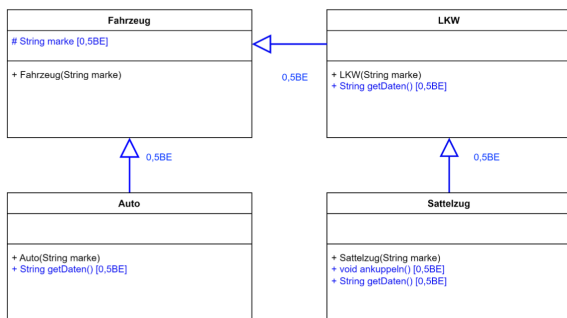 Fahrzeug
# String marke [0,5BE]
+ Fahrzeug(String marke)
0,5BE
LKW
+ LKW(String marke)
+ String getDaten() [0,5BE]
0,5BE
0,5BE
Auto
+ Auto(String marke)
+ String getDaten() [0,5BE]
Sattelzug
+ Sattelzug(String marke)
+ void ankuppeln() [0,5BE]
+ String getDaten() [0,5BE]